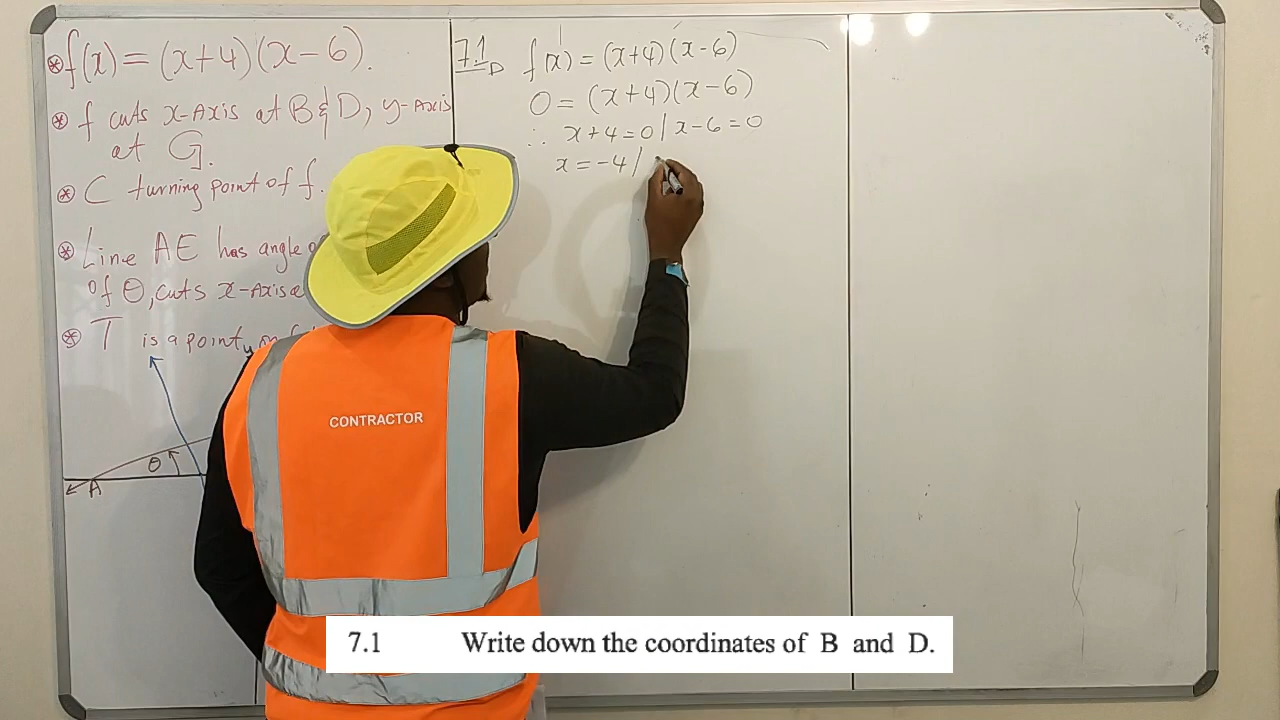 ⊛ f(x) = (x+4)(x-6).
⊛ f cuts x-Axis at B & D, y-Axis
at G.
⊛ C turning point of f.
⊛ Line AE has angle
of θ, cuts x-Axis
⊛ T is a point on
θ
A
7.1 f(x) = (x+4)(x-6)
0 = (x+4)(x-6)
∴ x+4=0 / x-6=0
x=-4 /
CONTRACTOR
7.1 Write down the coordinates of B and D.